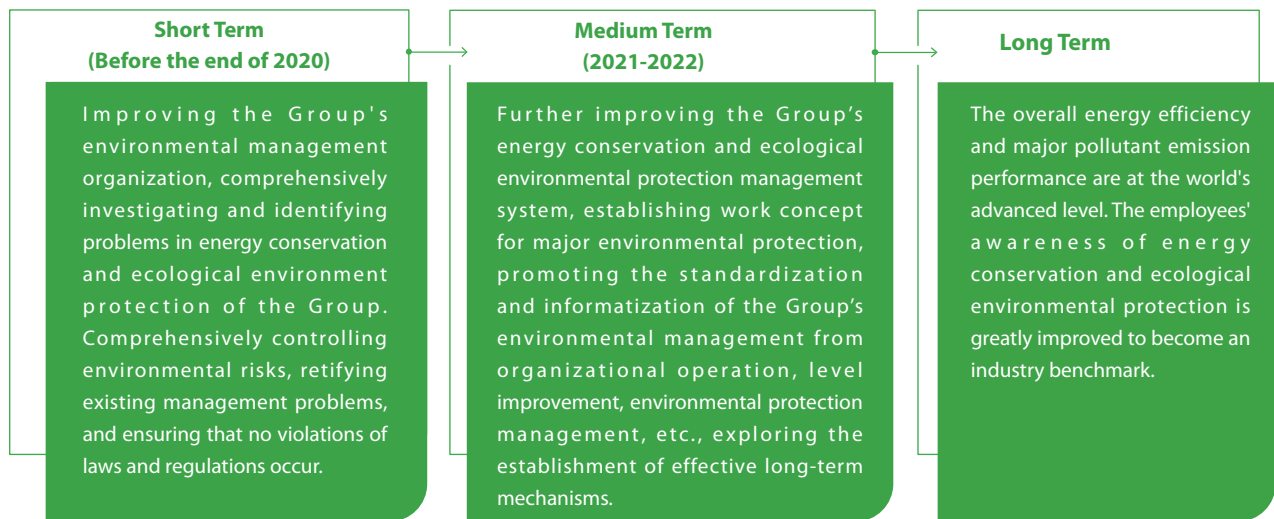 Short Term
(Before the end of 2020)
Improving the Group's
environmental management
organization, comprehensively
investigating and identifying
problems in energy conservation
and ecological environment
protection of the Group.
Comprehensively controlling
environmental risks, retifying
existing management problems,
and ensuring that no violations of
laws and regulations occur.
Medium Term
(2021-2022)
Further improving the Group’s
energy conservation and ecological
environmental protection management
system, establishing work concept
for major environmental protection,
promoting the standardization
and informatization of the Group’s
environmental management from
organizational operation, level
improvement, environmental protection
management, etc., exploring the
establishment of effective long-term
mechanisms.
Long Term
The overall energy efficiency
and major pollutant emission
performance are at the world's
advanced level. The employees'
awareness of energy
conservation and ecological
environmental protection is
greatly improved to become an
industry benchmark.